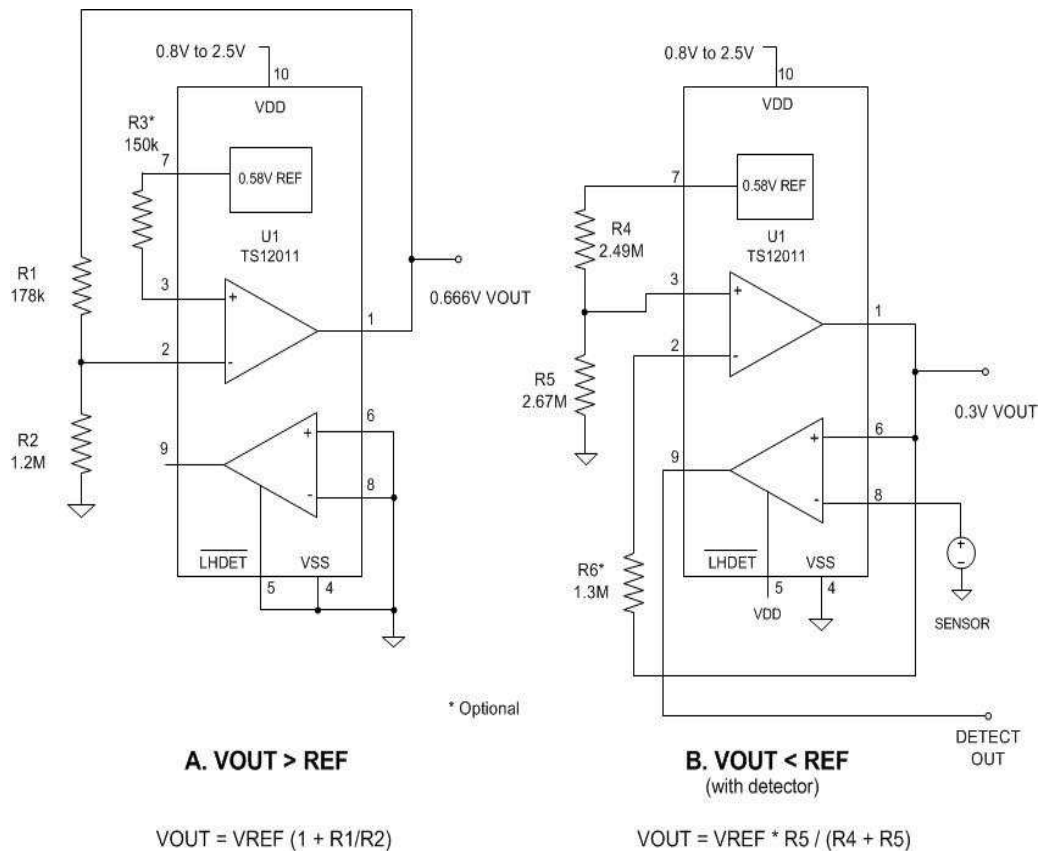 0.8V to 2.5V
10
VDD
R3*
150k
7
0.58V REF
U1
TS12011
R1
178k
3
+
0.666V VOUT
1
2
-
R2
1.2M
6
+
9
8
-
LHDET
VSS
5
4
0.8V to 2.5V
10
VDD
7
0.58V REF
R4
2.49M
U1
TS12011
3
+
1
2
-
R5
2.67M
0.3V VOUT
6
+
9
8
-
+
-
LHDET
VSS
R6*
1.3M
5
4
VDD
SENSOR
* Optional
DETECT
OUT
A. VOUT > REF
B. VOUT < REF
(with detector)
VOUT = VREF (1 + R1/R2)
VOUT = VREF * R5 / (R4 + R5)